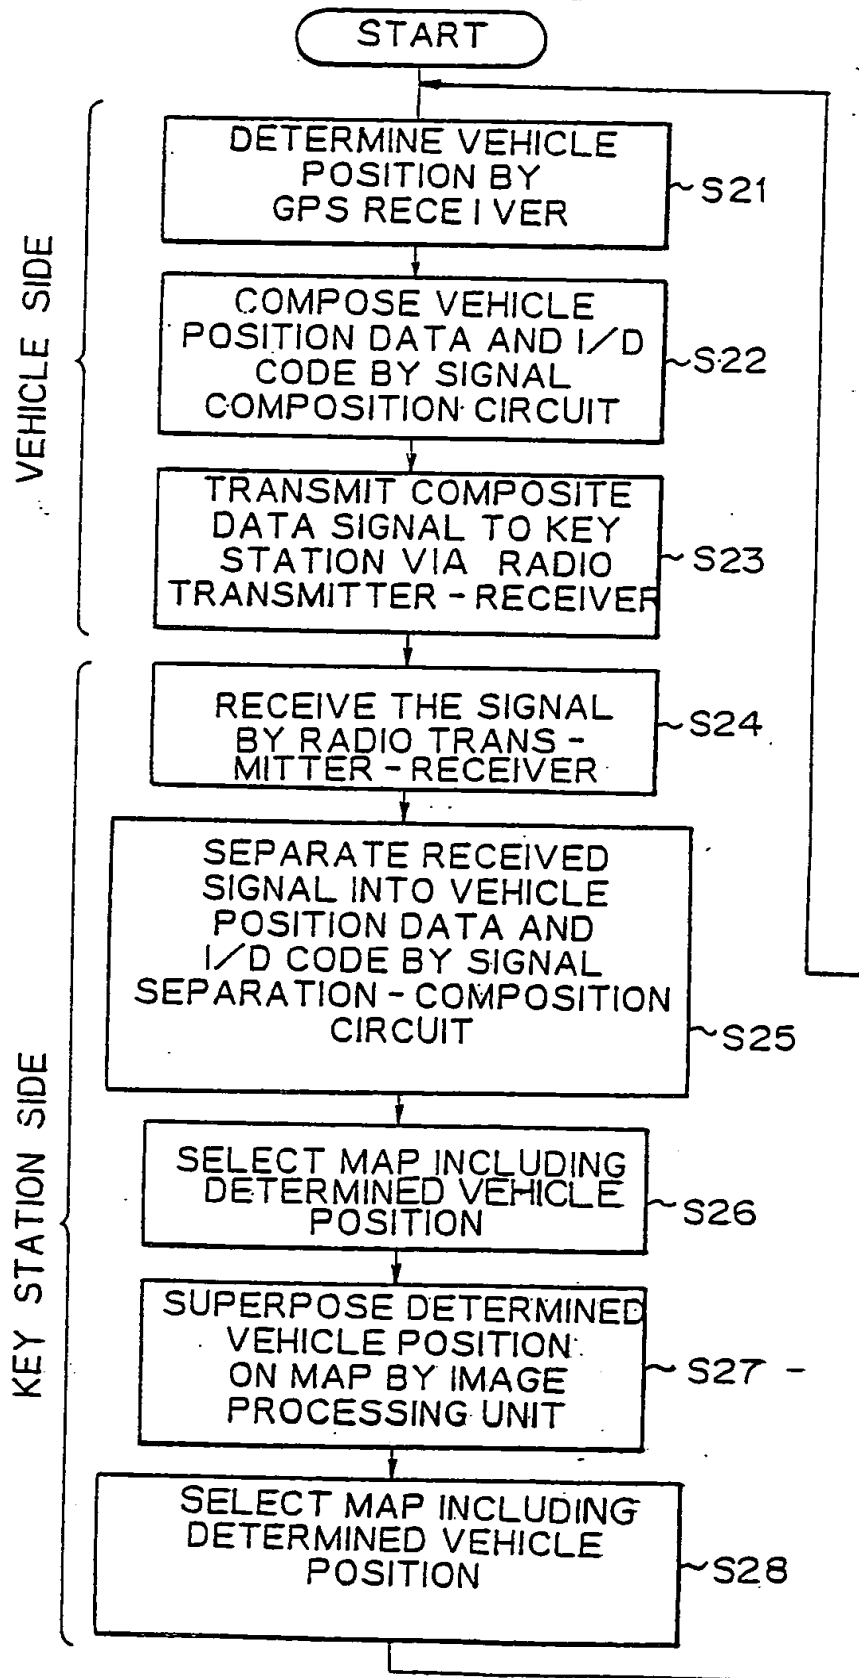 START
DETERMINE VEHICLE
POSITION BY
GPS RECEIVER
S21
COMPOSE VEHICLE
POSITION DATA AND I/D
CODE BY SIGNAL
COMPOSITION CIRCUIT
S22
TRANSMIT COMPOSITE
DATA SIGNAL TO KEY
STATION VIA RADIO
TRANSMITTER-RECEIVER
S23
VEHICLE SIDE
RECEIVE THE SIGNAL
BY RADIO TRANS-
MITTER-RECEIVER
S24
SEPARATE RECEIVED
SIGNAL INTO VEHICLE
POSITION DATA AND
I/D CODE BY SIGNAL
SEPARATION-COMPOSITION
CIRCUIT
S25
SELECT MAP INCLUDING
DETERMINED VEHICLE
POSITION
S26
SUPERPOSE DETERMINED
VEHICLE POSITION
ON MAP BY IMAGE
PROCESSING UNIT
S27
SELECT MAP INCLUDING
DETERMINED VEHICLE
POSITION
S28
KEY STATION SIDE